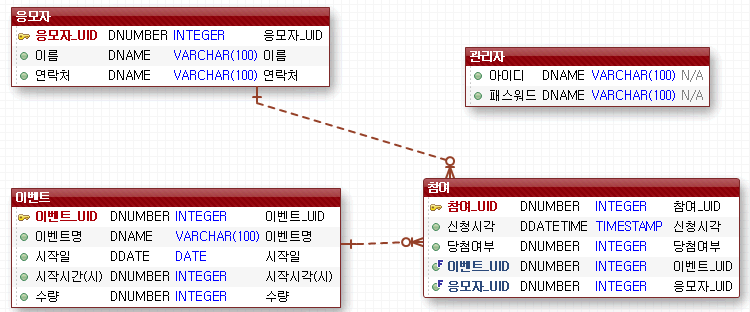 응모자
응모자_UID DNUMBER INTEGER 응모자_UID
이름 DNAME VARCHAR(100) 이름
연락처 DNAME VARCHAR(100) 연락처
관리자
아이디 DNAME VARCHAR(100) N/A
패스워드 DNAME VARCHAR(100) N/A
이벤트
이벤트_UID DNUMBER INTEGER 이벤트_UID
이벤트명 DNAME VARCHAR(100) 이벤트명
시작일 DDATE DATE 시작일
시작시간(시) DNUMBER INTEGER 시작시각(시)
수량 DNUMBER INTEGER 수량
참여
참여_UID DNUMBER INTEGER 참여_UID
신청시각 DDATETIME TIMESTAMP 신청시각
당첨여부 DNUMBER INTEGER 당첨여부
이벤트_UID DNUMBER INTEGER 이벤트_UID
응모자_UID DNUMBER INTEGER 응모자_UID